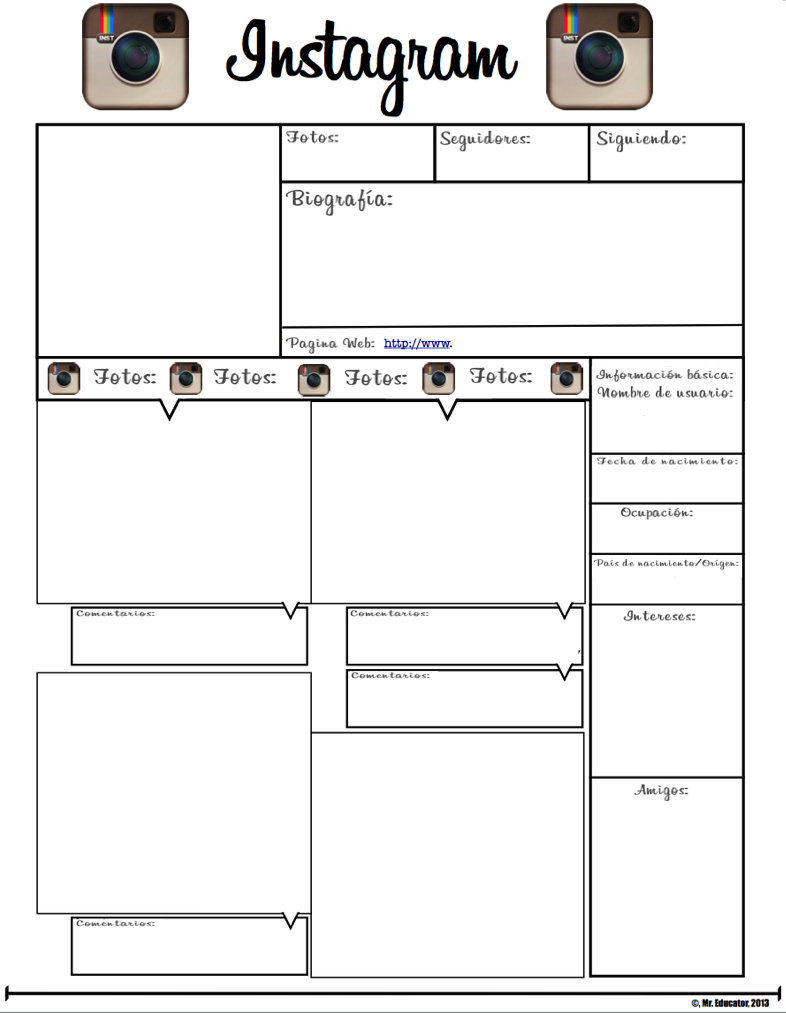 INST
Instagram
INST
Fotos:
Seguidores:
Siguiendo:
Biografía:
Pagina Web: http://www.
Fotos: Fotos: Fotos: Fotos:
Información básica:
Nombre de usuario:
Fecha de nacimiento:
Ocupación:
País de nacimiento/Orígen:
Intereses:
Amigos:
Comentarios:
Comentarios:
Comentarios:
Comentarios:
©, Mr. Educator, 2013